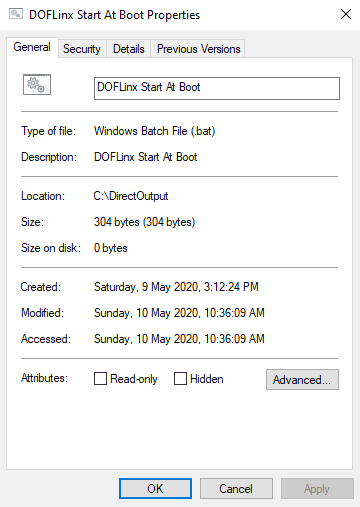 DOFLinx Start At Boot Properties
General Security Details Previous Versions
DOFLinx Start At Boot
Type of file: Windows Batch File (.bat)
Description: DOFLinx Start At Boot
Location: C:\DirectOutput
Size: 304 bytes (304 bytes)
Size on disk: 0 bytes
Created: Saturday, 9 May 2020, 3:12:24 PM
Modified: Sunday, 10 May 2020, 10:36:09 AM
Accessed: Sunday, 10 May 2020, 10:36:09 AM
Attributes: Read-only Hidden Advanced...
OK Cancel Apply